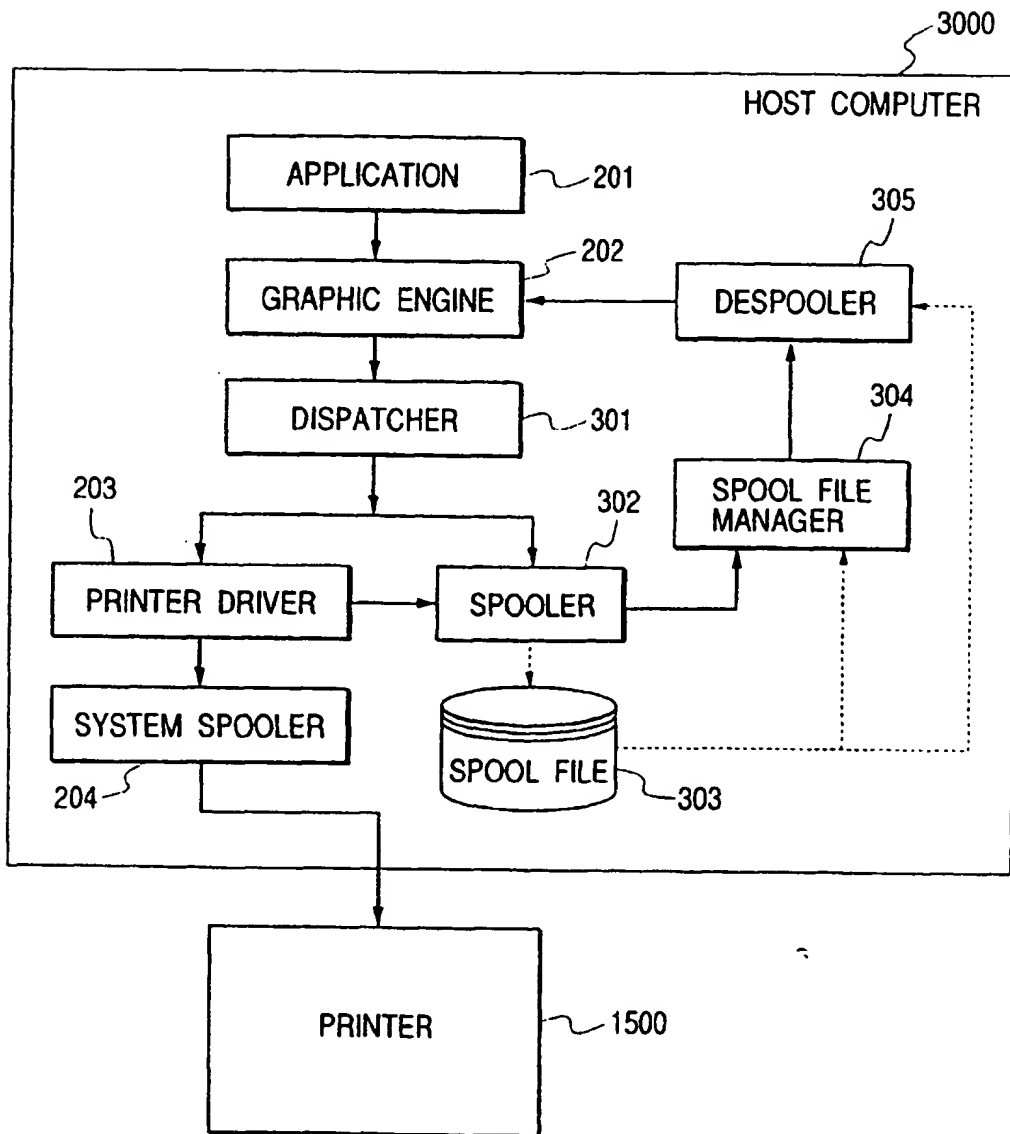 3000
HOST COMPUTER
APPLICATION
201
305
202
GRAPHIC ENGINE
DESPOOLER
DISPATCHER
301
304
203
302
SPOOL FILE
MANAGER
PRINTER DRIVER
SPOOLER
SYSTEM SPOOLER
SPOOL FILE
204
303
PRINTER
1500